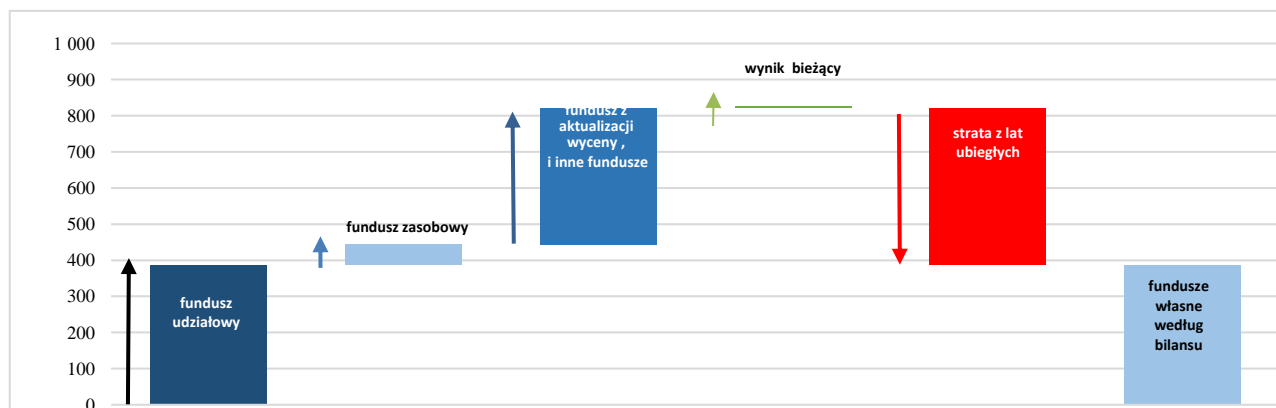 1 000
900
800
700
600
500
400
300
200
100
0
fundusz
udziałowy
fundusz zasobowy
fundusz z
aktualizacji
wyceny ,
i inne fundusze
wynik bieżący
strata z lat
ubiegłych
fundusze
własne
według
bilansu